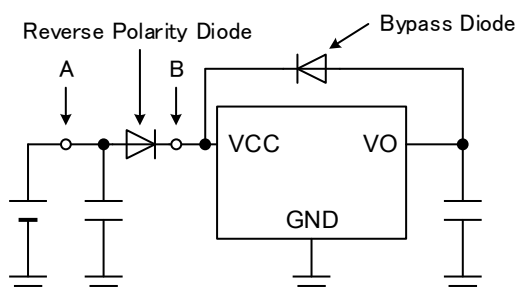 Bypass Diode
Reverse Polarity Diode
A
B
VCC
VO
GND